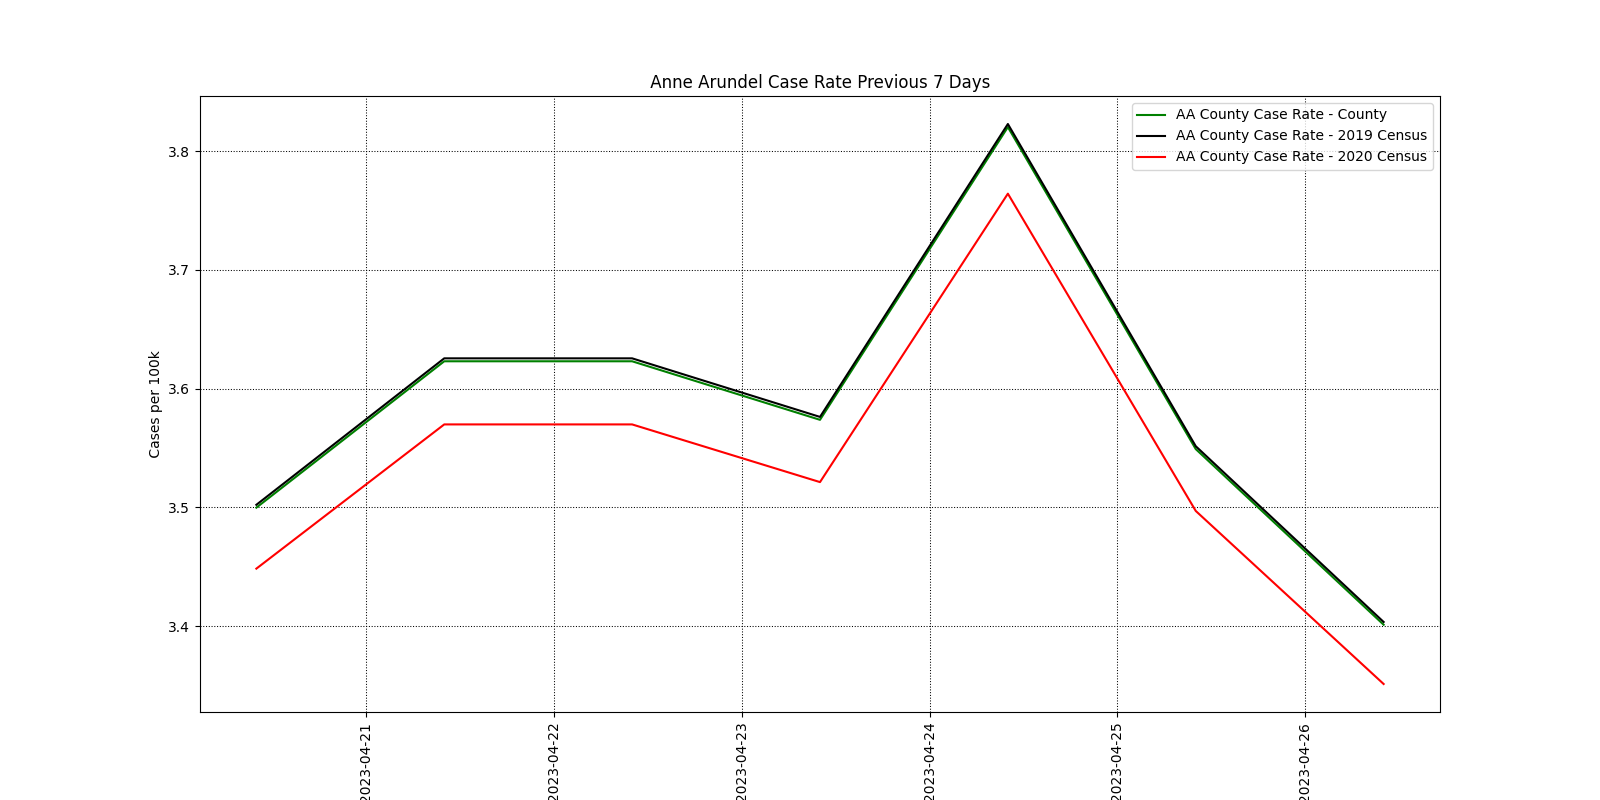 Anne Arundel Case Rate Previous 7 Days
AA County Case Rate - County
AA County Case Rate - 2019 Census
AA County Case Rate - 2020 Census
Cases per 100k
3.8
3.7
3.6
3.5
3.4
2023-04-21
2023-04-22
2023-04-23
2023-04-24
2023-04-25
2023-04-26